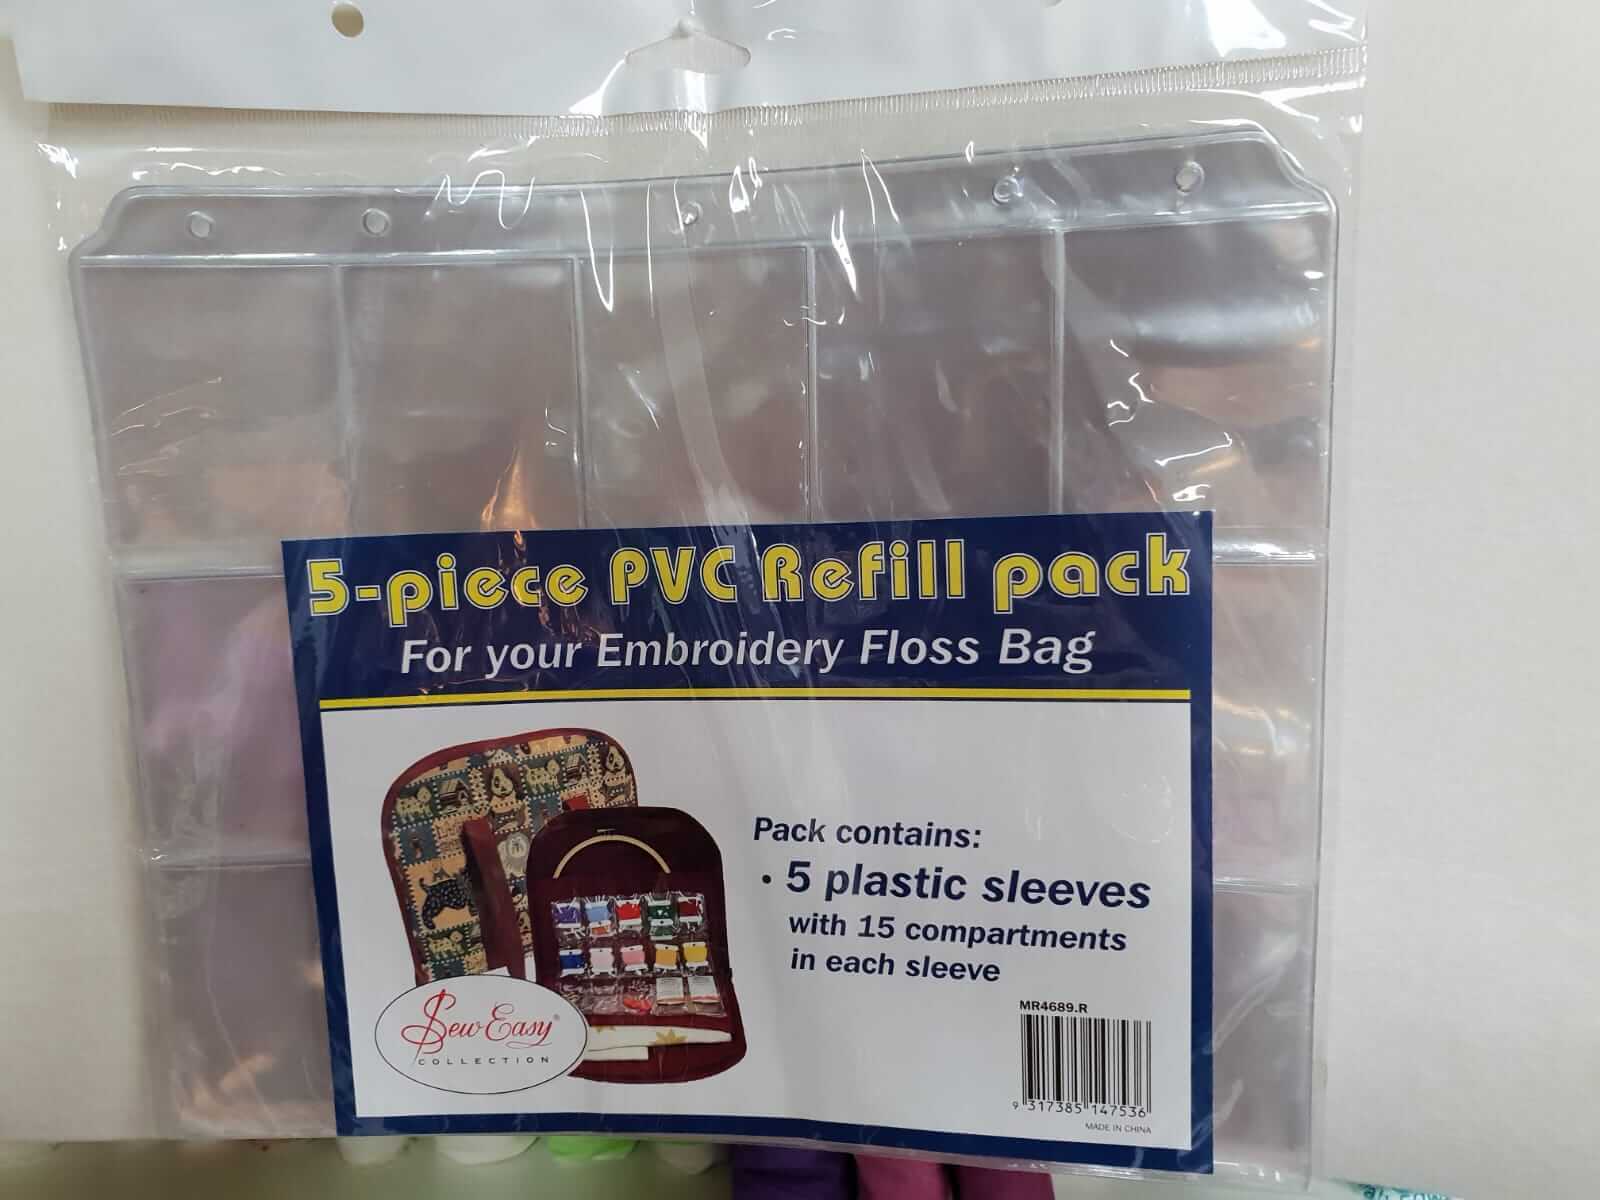 5-piece PVC Refill pack
For your Embroidery Floss Bag
Pack contains:
• 5 plastic sleeves
with 15 compartments
in each sleeve
MR4689.R
Sew Easy®
COLLECTION
9 317385 147536
MADE IN CHINA